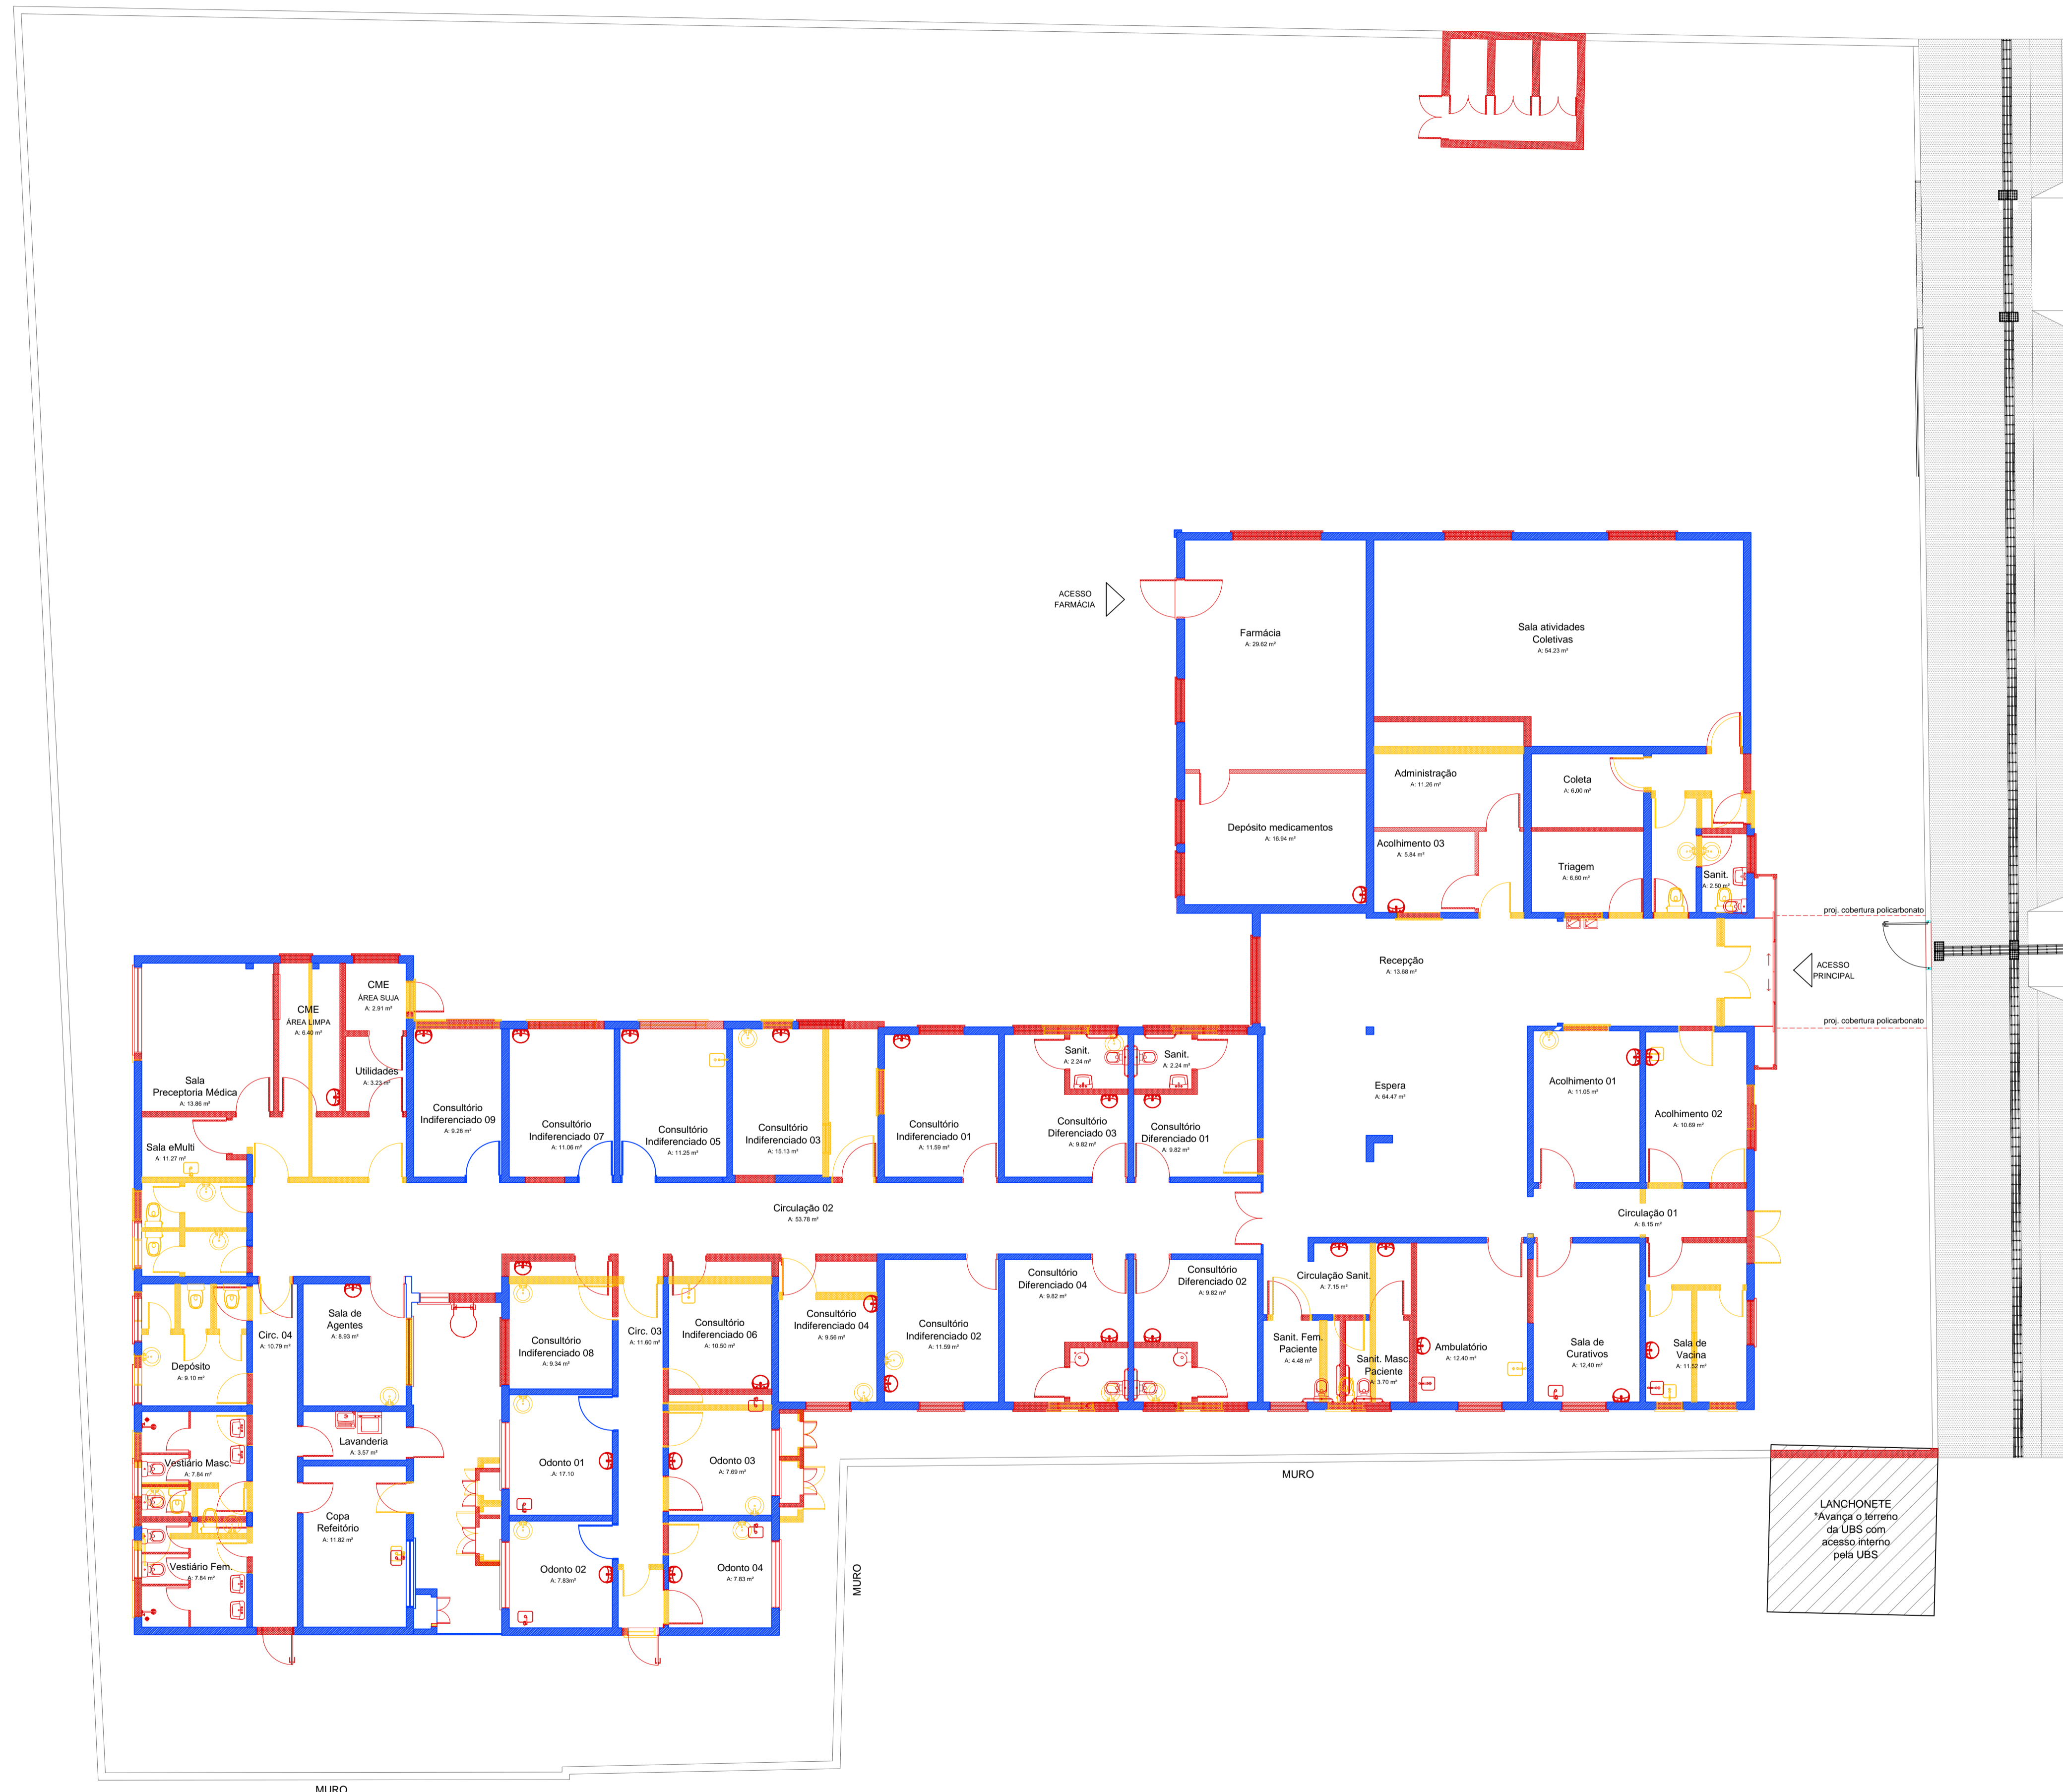 ACESSO
FARMÁCIA
Farmácia
A: 29.62 m²
Sala atividades
Coletivas
A: 54.23 m²
Administração
A: 11,26 m²
Coleta
A: 6,00 m²
Depósito medicamentos
A: 16.94 m²
Acolhimento 03
A: 5.84 m²
Triagem
A: 6,60 m²
Sanit.
A: 2.50 m²
proj. cobertura policarbonato
Recepção
A: 13.68 m²
ACESSO
PRINCIPAL
proj. cobertura policarbonato
CME
ÁREA SUJA
A: 2.91 m²
CME
ÁREA LIMPA
A: 6.40 m²
Utilidades
A: 3.23 m²
Sala
Preceptoria Médica
A: 13.86 m²
Sala eMulti
A: 11.27 m²
Consultório
Indiferenciado 09
A: 9.28 m²
Consultório
Indiferenciado 07
A: 11.06 m²
Consultório
Indiferenciado 05
A: 11.25 m²
Consultório
Indiferenciado 03
A: 15.13 m²
Consultório
Indiferenciado 01
A: 11.59 m²
Sanit.
A: 2.24 m²
Consultório
Diferenciado 03
A: 9.82 m²
Sanit.
A: 2.24 m²
Consultório
Diferenciado 01
A: 9.82 m²
Espera
A: 64.47 m²
Acolhimento 01
A: 11.05 m²
Acolhimento 02
A: 10.69 m²
Circulação 02
A: 53.78 m²
Circulação 01
A: 8.15 m²
Circ. 04
A: 10.79 m²
Sala de
Agentes
A: 8.93 m²
Depósito
A: 9.10 m²
Consultório
Indiferenciado 08
A: 9.34 m²
Circ. 03
A: 11.60 m²
Consultório
Indiferenciado 06
A: 10.50 m²
Consultório
Indiferenciado 04
A: 9.56 m²
Consultório
Indiferenciado 02
A: 11.59 m²
Consultório
Diferenciado 04
A: 9.82 m²
Consultório
Diferenciado 02
A: 9.82 m²
Circulação Sanit.
A: 7.15 m²
Sanit. Fem.
Paciente
A: 4.48 m²
Sanit. Masc.
Paciente
A: 3.70 m²
Ambulatório
A: 12.40 m²
Sala de
Curativos
A: 12,40 m²
Sala de
Vacina
A: 11.52 m²
Lavanderia
A: 3.57 m²
Vestiário Masc.
A: 7.84 m²
Copa
Refeitório
A: 11.82 m²
Vestiário Fem.
A: 7.84 m²
Odonto 01
.A: 17.10
Odonto 03
A: 7.69 m²
Odonto 02
A: 7.83m²
Odonto 04
A: 7.83 m²
MURO
MURO
LANCHONETE
*Avança o terreno
da UBS com
acesso interno
pela UBS
MURO